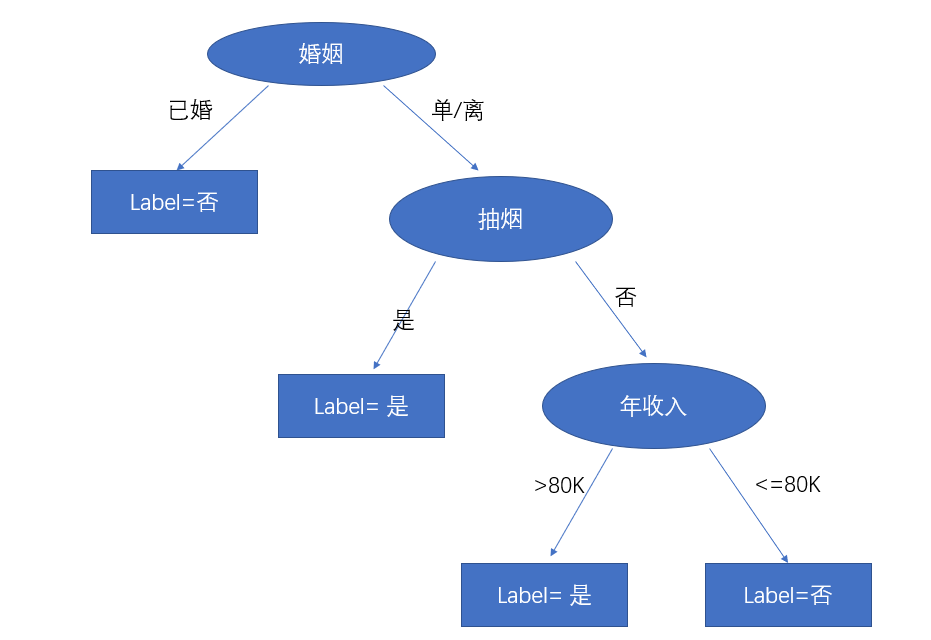 婚姻
已婚
单/离
Label=否
抽烟
是
否
Label= 是
年收入
>80K
<=80K
Label= 是
Label=否